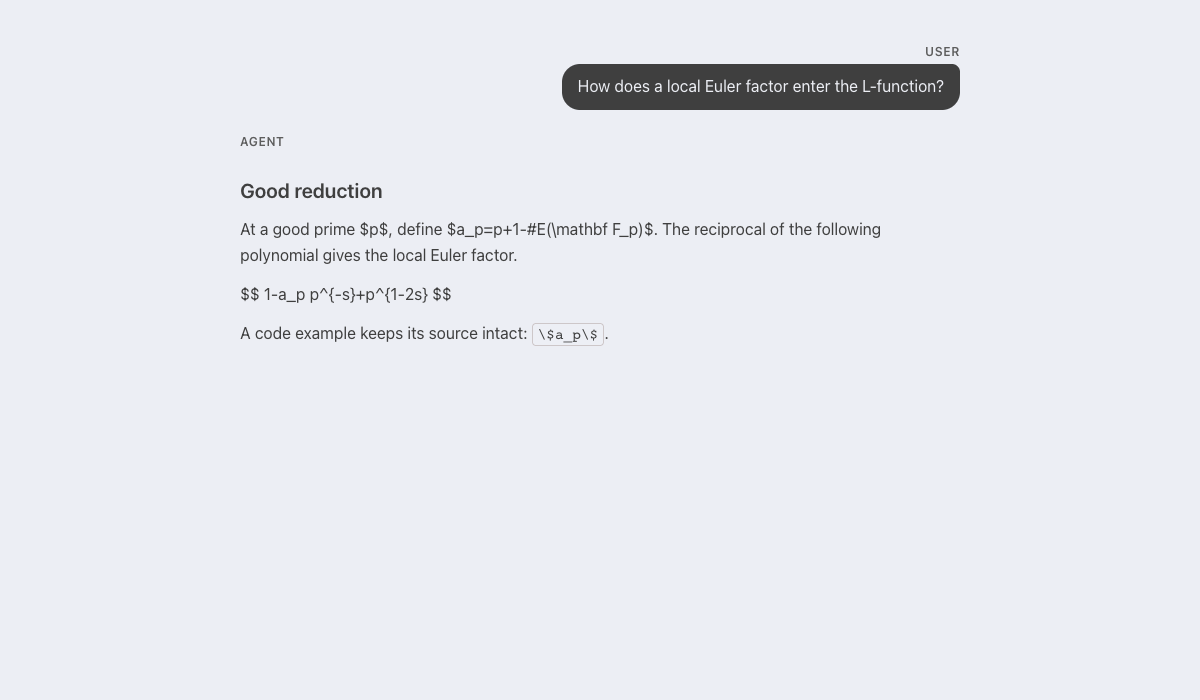 USER
How does a local Euler factor enter the L-function?
AGENT
Good reduction
At a good prime $p$, define $a_p=p+1-#E(\mathbf F_p)$. The reciprocal of the following
polynomial gives the local Euler factor.
$$ 1-a_p p^{-s}+p^{1-2s} $$
A code example keeps its source intact: \$a_p\$.